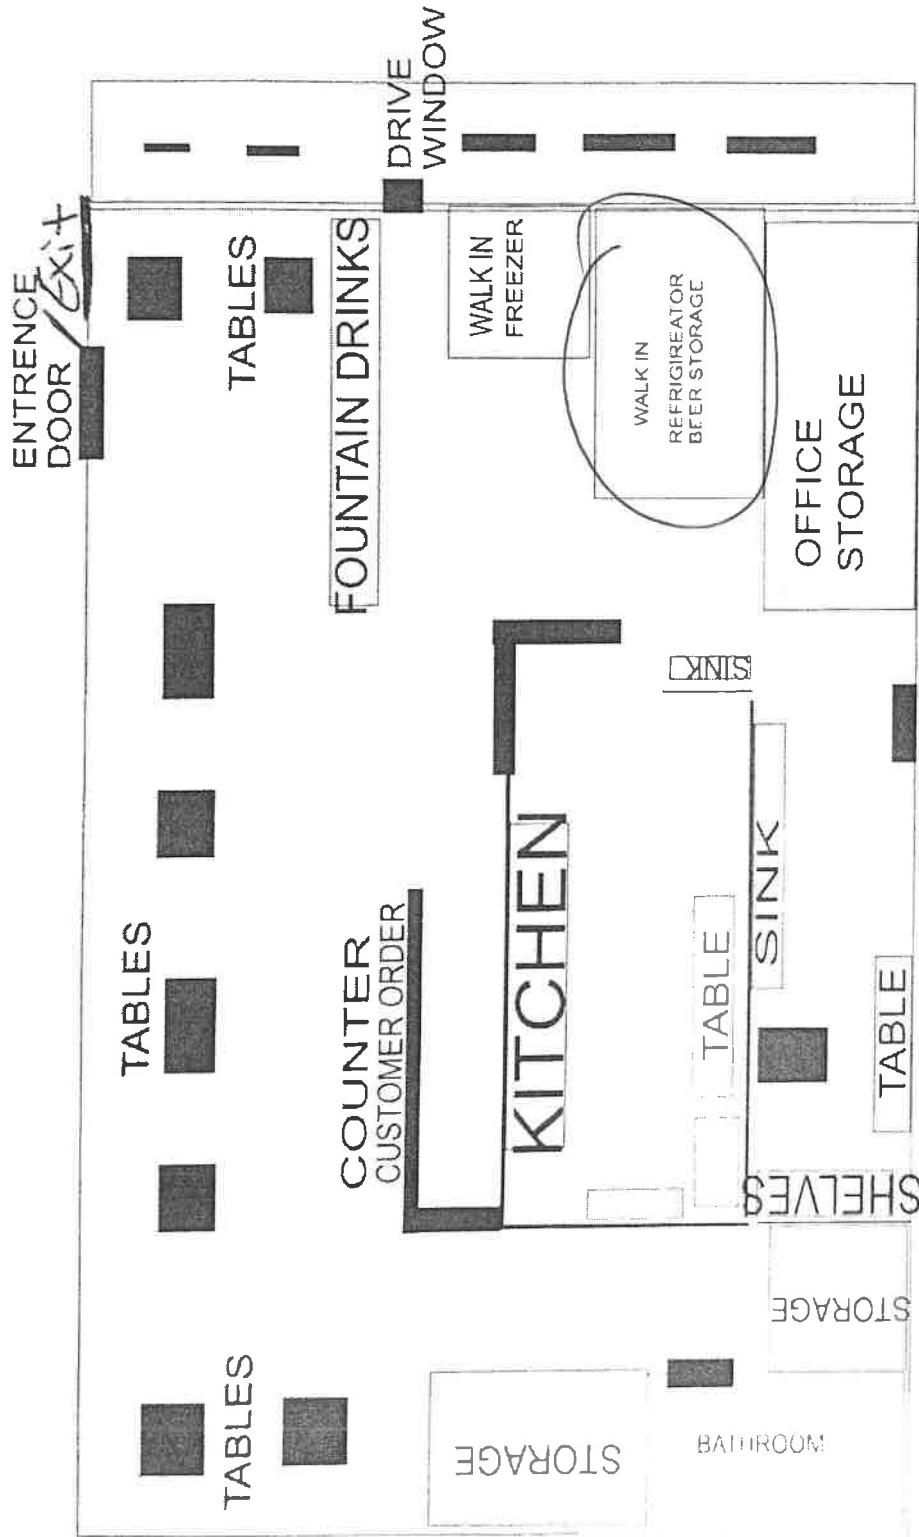 ENTRENCE
DOOR
Exit
TABLES
DRIVE
WINDOW
FOUNTAIN DRINKS
WALK IN
FREEZER
WALK IN
REFRIGIREATOR
BEER STORAGE
OFFICE
STORAGE
TABLES
COUNTER
CUSTOMER ORDER
KITCHEN
SINK
SINK
TABLE
TABLE
SHELVES
STORAGE
TABLES
STORAGE
BATHROOM